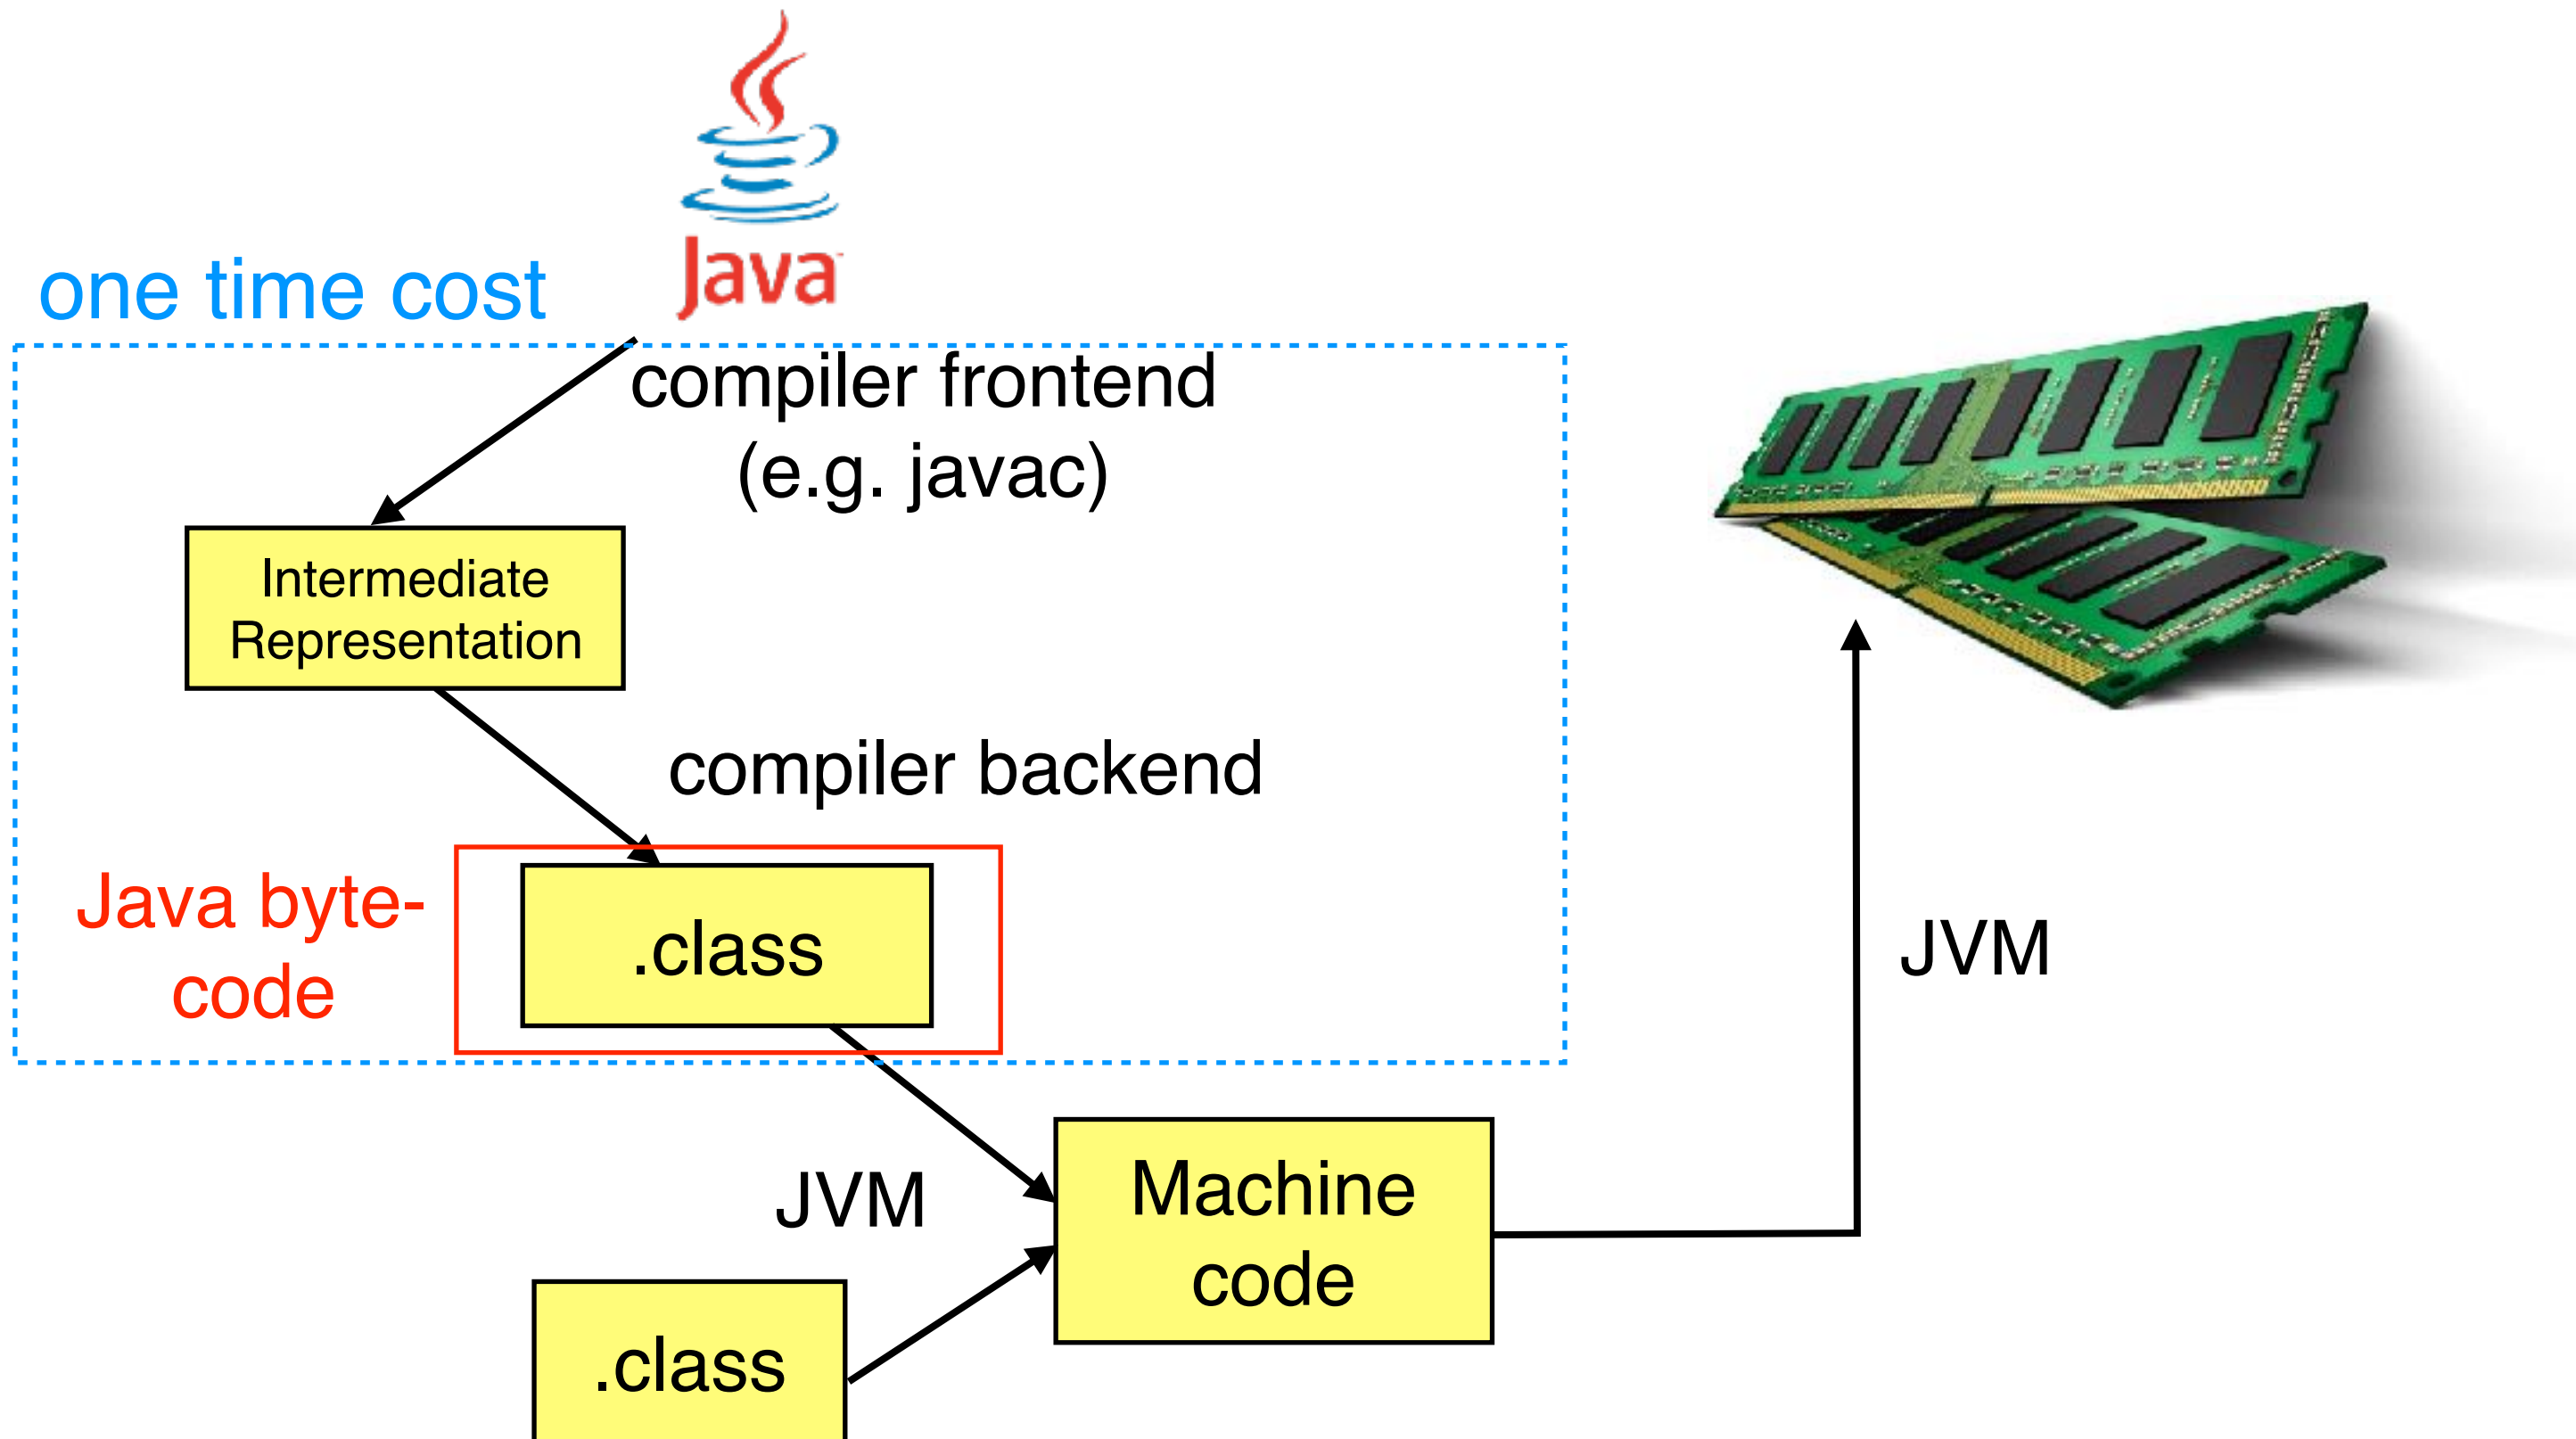 Java
one time cost
compiler frontend
(e.g. javac)
Intermediate
Representation
compiler backend
Java byte-
code
.class
JVM
JVM
Machine
code
.class